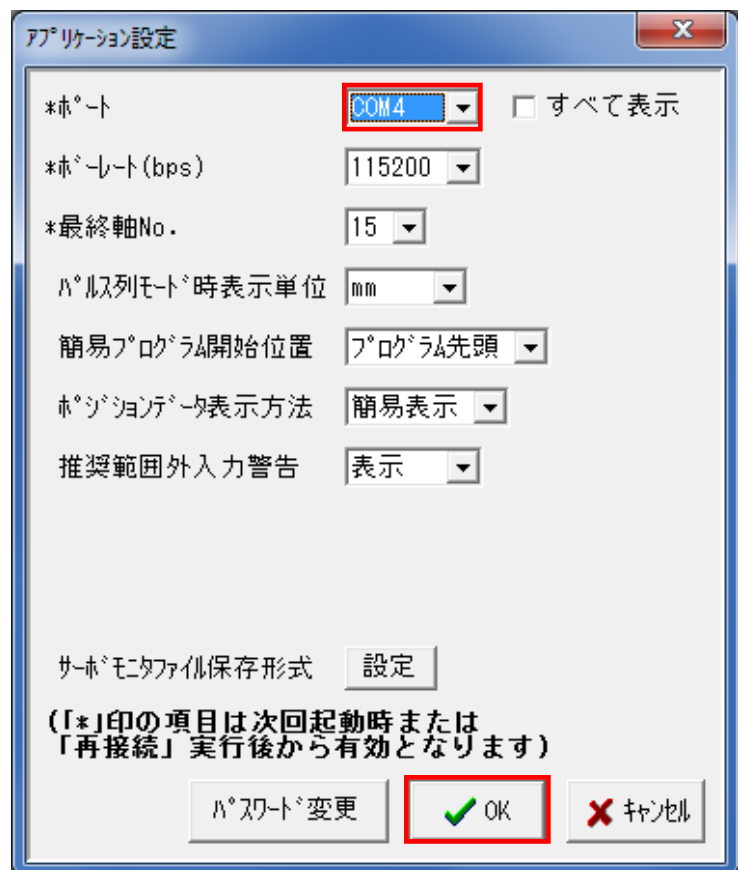 ｱﾌﾟﾘｹｰｼｮﾝ設定
*ﾎﾟｰﾄ COM4 すべて表示
*ﾎﾞｰﾚｰﾄ(bps) 115200
*最終軸No. 15
ﾊﾟﾙｽ列ﾓｰﾄﾞ時表示単位 mm
簡易ﾌﾟﾛｸﾞﾗﾑ開始位置 ﾌﾟﾛｸﾞﾗﾑ先頭
ﾎﾟｼﾞｼｮﾝﾃﾞｰﾀ表示方法 簡易表示
推奨範囲外入力警告 表示
ｻｰﾎﾞﾓﾆﾀﾌｧｲﾙ保存形式 設定
(｢*｣印の項目は次回起動時または
｢再接続｣実行後から有効となります)
ﾊﾟｽﾜｰﾄﾞ変更 OK ｷｬﾝｾﾙ